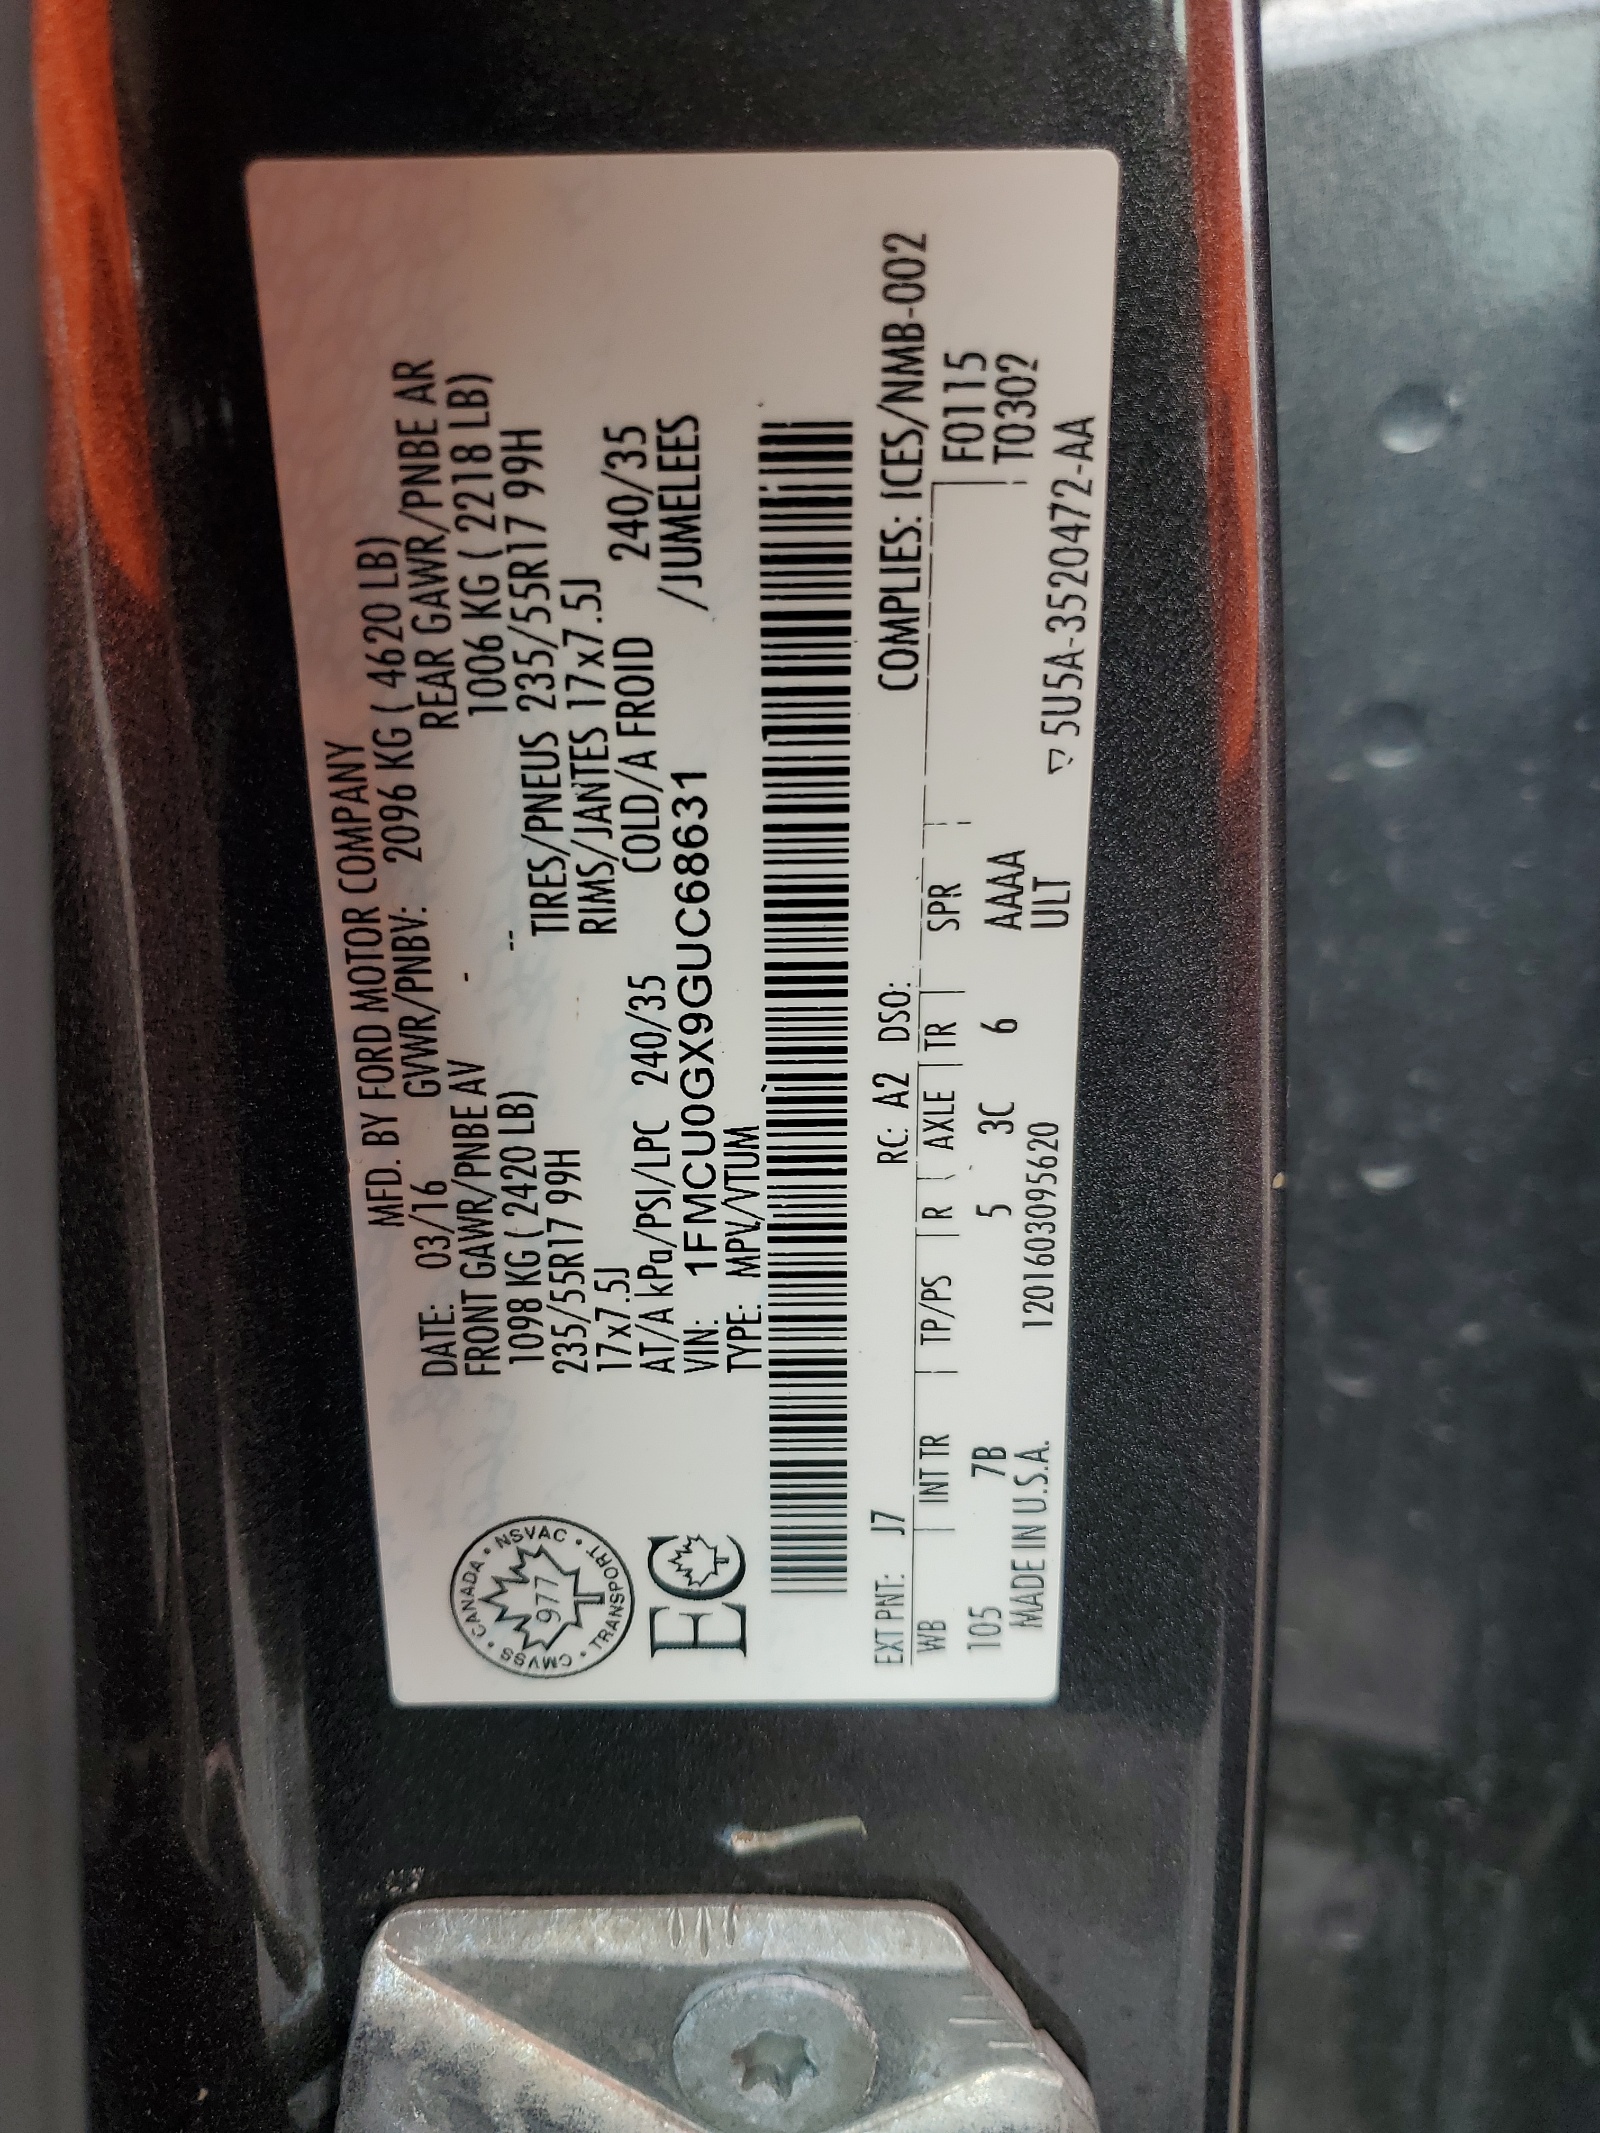 MFD. BY FORD MOTOR COMPANY
DATE: 03/16 GVWR/PNBV: 2096 KG ( 4620 LB)
FRONT GAWR/PNBE AV - REAR GAWR/PNBE AR
1098 KG ( 2420 LB) -- 1006 KG ( 2218 LB)
235/55R17 99H TIRES/PNEUS 235/55R17 99H
17x7.5J RIMS/JANTES 17x7.5J
AT/A kPa/PSI/LPC 240/35 COLD/A FROID 240/35
VIN: 1FMCU0GX9GUC68631 /JUMELEES
TYPE: MPV/VTUM
CMVSS • CANADA • NSVAC • TRANSPORT •
977
EC
COMPLIES: ICES/NMB-002
EXT PNT: J7 RC: A2 DSO:
WB | INT TR | TP/PS | R | AXLE | TR | SPR F0115
105 7B 5 3C 6 AAAA T0302
MADE IN U.S.A. 1201603095620 ULT ▽ 5U5A-3520472-AA